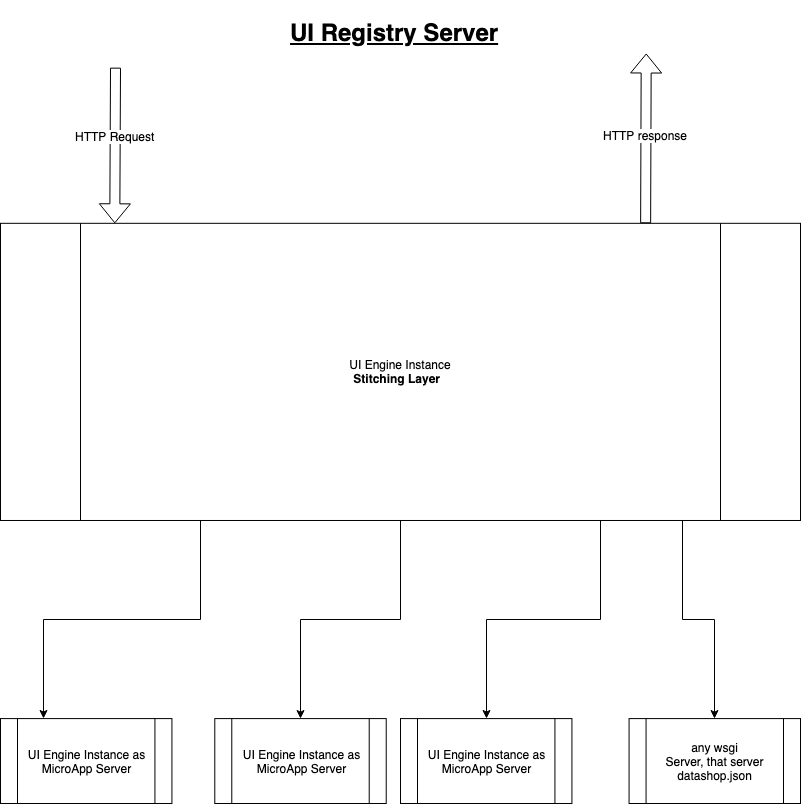 UI Registry Server
HTTP Request
HTTP response
UI Engine Instance
Stitching Layer
UI Engine Instance as
MicroApp Server
UI Engine Instance as
MicroApp Server
UI Engine Instance as
MicroApp Server
any wsgi
Server, that server
datashop.json